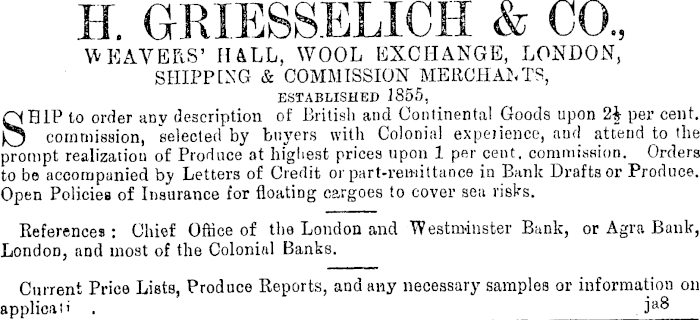 H. GRIESSELICH & CO.,
WEAVERS' HALL, WOOL EXCHANGE, LONDON,
SHIPPING & COMMISSION MERCHANTS,
ESTABLISHED 1855,
SHIP to order any description of British and Continental Goods upon 2½ per cent.
commission, selected by buyers with Colonial experience, and attend to the
prompt realization of Produce at highest prices upon 1 per cent. commission. Orders
to be accompanied by Letters of Credit or part-remittance in Bank Drafts or Produce.
Open Policies of Insurance for floating cargoes to cover sea risks.
References: Chief Office of the London and Westminster Bank, or Agra Bank,
London, and most of the Colonial Banks.
Current Price Lists, Produce Reports, and any necessary samples or information on
ja8